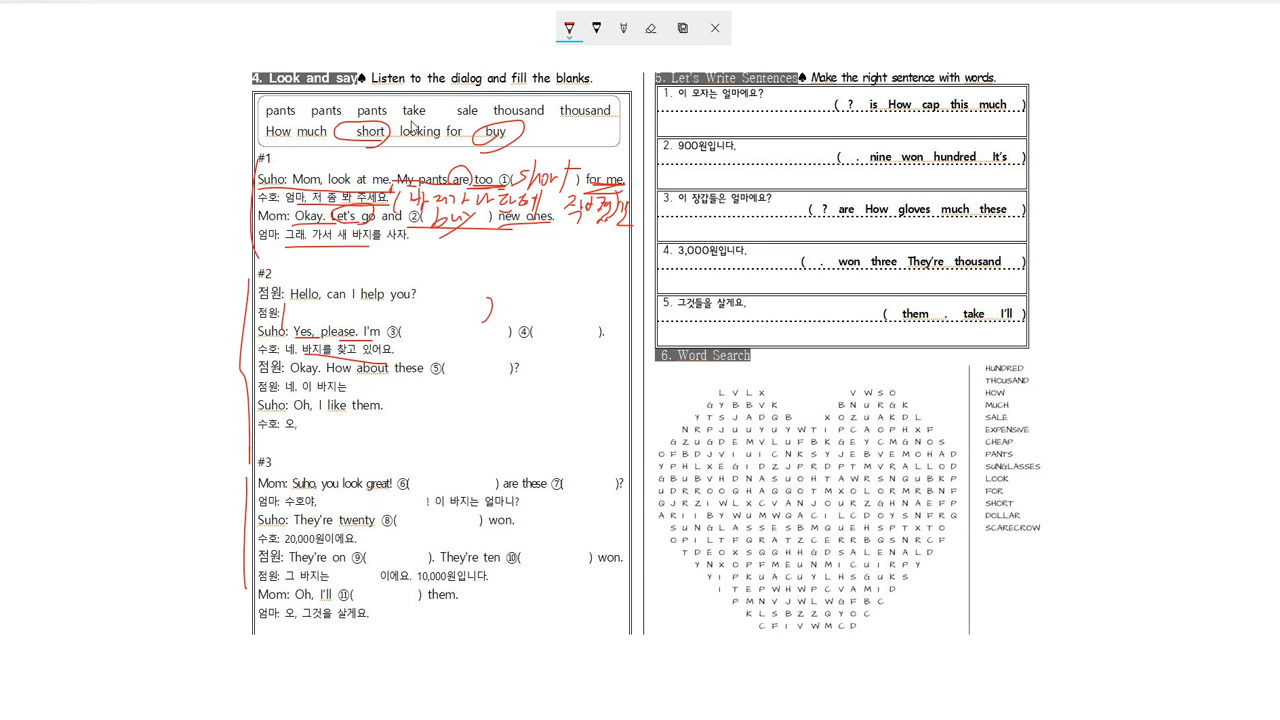 4. Look and say♠ Listen to the dialog and fill the blanks.
pants pants pants take sale thousand thousand
How much short looking for buy
#1
Suho: Mom, look at me. My pants are too ①( short ) for me.
수호: 엄마, 저 좀 봐 주세요. ( 바지가 나한테
Mom: Okay. Let's go and ②( buy ) new ones.
엄마: 그래. 가서 새 바지를 사자.
#2
점원: Hello, can I help you?
점원:
Suho: Yes, please. I'm ③( ) ④( ).
수호: 네. 바지를 찾고 있어요.
점원: Okay. How about these ⑤( )?
점원: 네. 이 바지는
Suho: Oh, I like them.
수호: 오,
#3
Mom: Suho, you look great! ⑥( ) are these ⑦( )?
엄마: 수호야, ! 이 바지는 얼마니?
Suho: They're twenty ⑧( ) won.
수호: 20,000원이에요.
점원: They're on ⑨( ). They're ten ⑩( ) won.
점원: 그 바지는 이에요. 10,000원입니다.
Mom: Oh, I'll ⑪( ) them.
엄마: 오, 그것을 살게요.
5. Let's Write Sentences♠ Make the right sentence with words.
1. 이 모자는 얼마에요?
( ? is How cap this much )
2. 900원입니다.
( . nine won hundred It's )
3. 이 장갑들은 얼마에요?
( ? are How gloves much these )
4. 3,000원입니다.
( . won three They're thousand )
5. 그것들을 살게요.
( them . take I'll )
6. Word Search
L V L X V W S O
G Y B B V K B N U R G K
Y T S J A D Q B X O Z U A K D L
N R P J U U Y U Y W T I P C A O P H X F
G Z U G D E M V L U F B K G E Y C M G N O S
O F B D J V I U I C N K S Y J E B V E M O H A D
Y P H L X E G I D Z J P R D P T M V R A L L O D
G B U B V H D N A S U O H T A W R S N Q U B K P
U D R R O O Q H A Q Q O T M X O L O R M R B N F
Q J R Z I W L X C V A N J O U R Z G H N A E F P
A R I I B Y W U M W Q A C I L C D O Y S N F R Q
S U N G L A S S E S B M Q U E H S P T X T O
O P I L T F Q R A T Z C E R R B Q S N R C F
T D E O X S Q Q H H G D S A L E N A L D
Y N X O P F M E U N M I C U I R P Y
Y I P K U A C U Y L H S G U K S
I T E P W H W P C V A M I D
P M N V J W L W G F B C
K L S B Z Z Q Y O C
C F I V W M C D
HUNDRED
THOUSAND
HOW
MUCH
SALE
EXPENSIVE
CHEAP
PANTS
SUNGLASSES
LOOK
FOR
SHORT
DOLLAR
SCARECROW